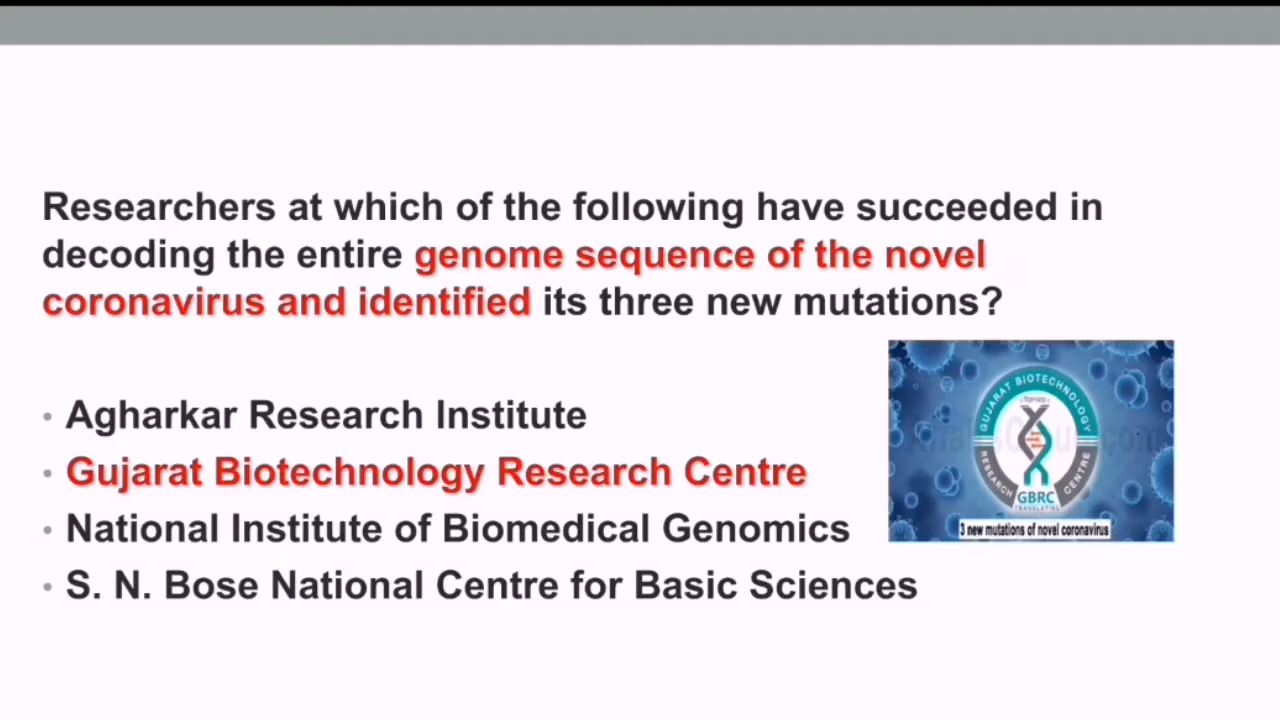 Researchers at which of the following have succeeded in
decoding the entire genome sequence of the novel
coronavirus and identified its three new mutations?
• Agharkar Research Institute
• Gujarat Biotechnology Research Centre
• National Institute of Biomedical Genomics
• S. N. Bose National Centre for Basic Sciences
GUJARAT BIOTECHNOLOGY
RESEARCH CENTRE
GBRC
3 new mutations of novel coronavirus